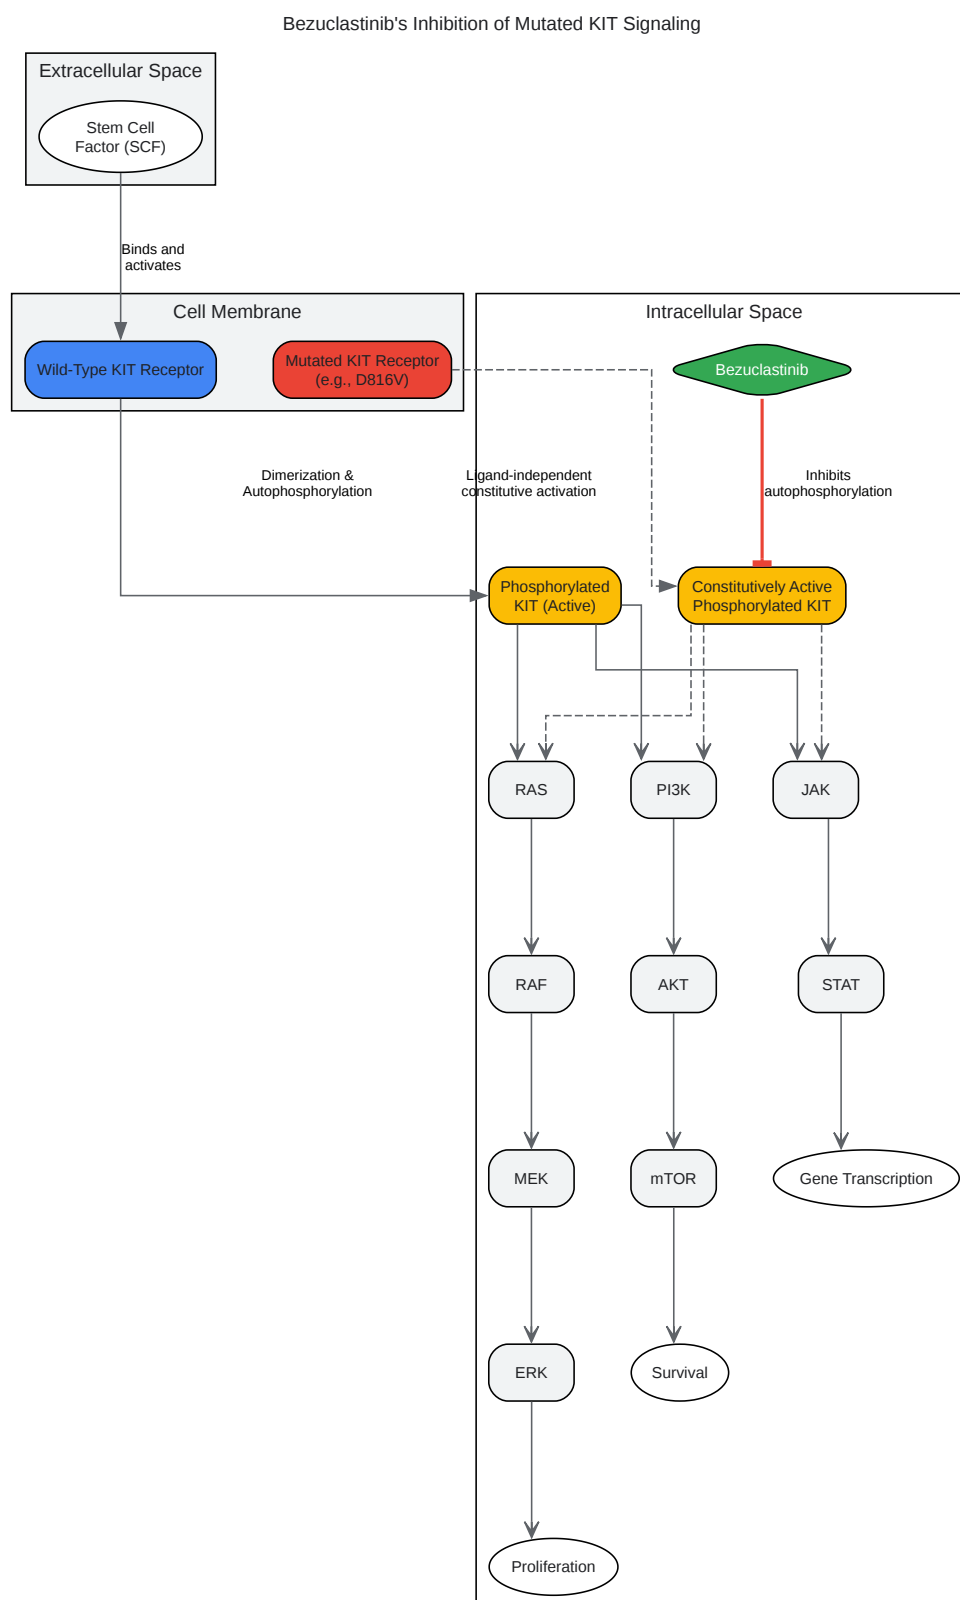 Bezuclastinib's Inhibition of Mutated KIT Signaling
Extracellular Space
Stem Cell
Factor (SCF)
Binds and
activates
Cell Membrane
Wild-Type KIT Receptor
Mutated KIT Receptor
(e.g., D816V)
Intracellular Space
Bezuclastinib
Dimerization &
Autophosphorylation
Ligand-independent
constitutive activation
Inhibits
autophosphorylation
Phosphorylated
KIT (Active)
Constitutively Active
Phosphorylated KIT
RAS
PI3K
JAK
RAF
AKT
STAT
MEK
mTOR
Gene Transcription
ERK
Survival
Proliferation